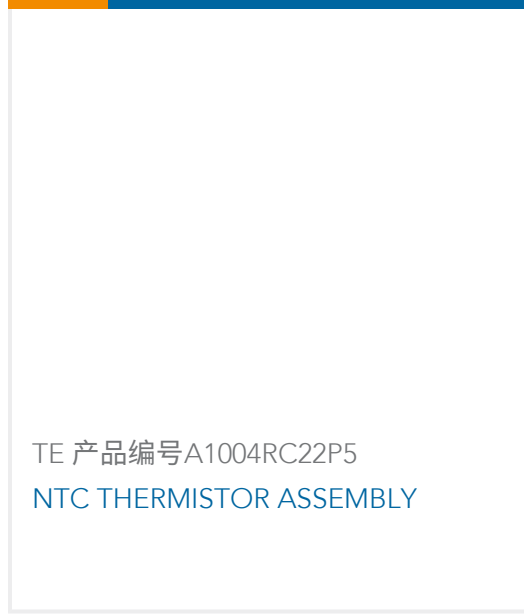 TE 产品编号A1004RC22P5
NTC THERMISTOR ASSEMBLY